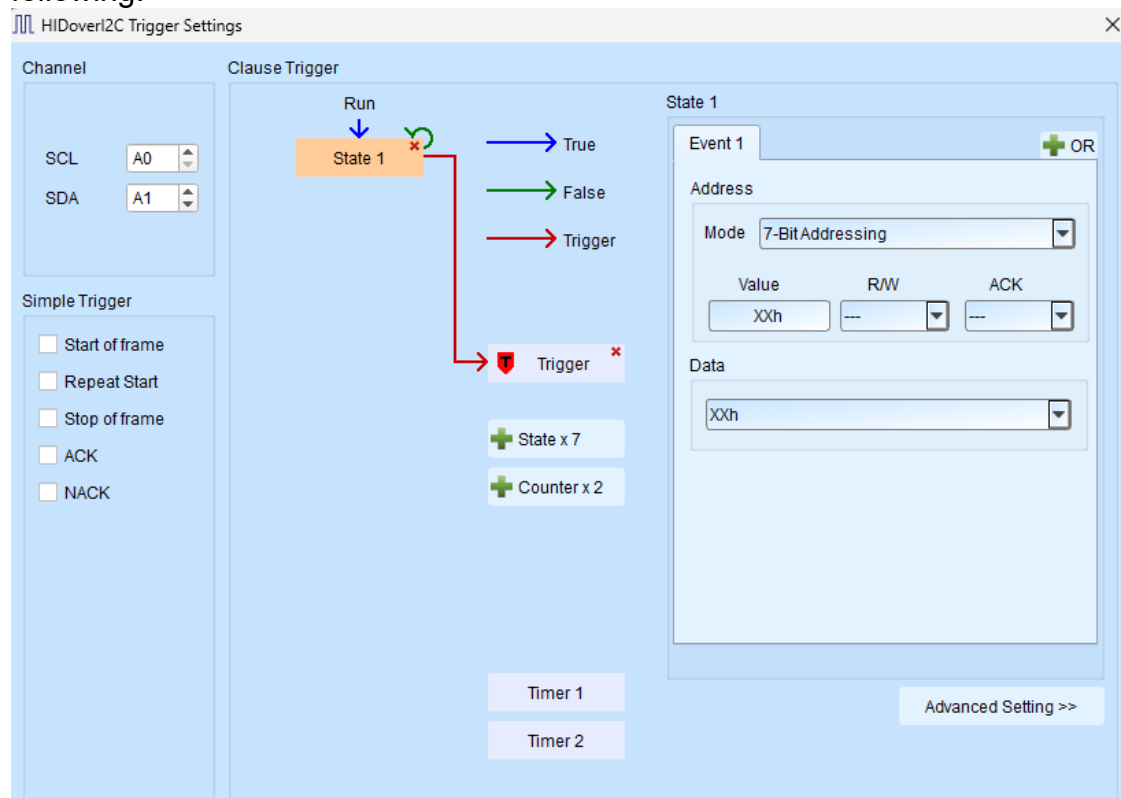 following:
HIDoverI2C Trigger Settings
Channel
SCL A0
SDA A1
Simple Trigger
Start of frame
Repeat Start
Stop of frame
ACK
NACK
Clause Trigger
Run
State 1
True
False
Trigger
T Trigger
State x 7
Counter x 2
Timer 1
Timer 2
State 1
Event 1
OR
Address
Mode 7-Bit Addressing
Value R/W ACK
XXh --- ---
Data
XXh
Advanced Setting >>